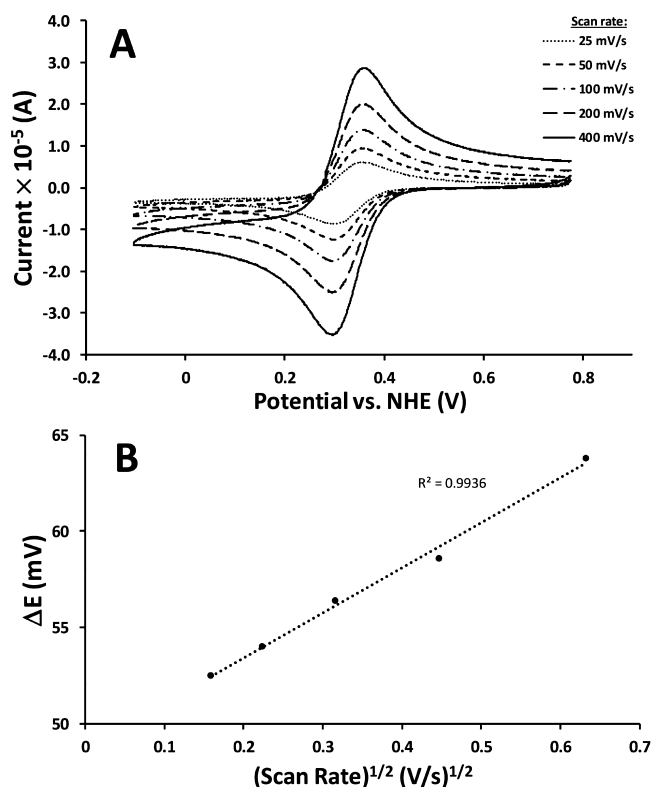 A
Scan rate:
25 mV/s
50 mV/s
100 mV/s
200 mV/s
400 mV/s
4.0
3.0
2.0
1.0
0.0
-1.0
-2.0
-3.0
-4.0
Current × 10⁻⁵ (A)
-0.2 0 0.2 0.4 0.6 0.8
Potential vs. NHE (V)
B
R² = 0.9936
65
60
55
50
ΔE (mV)
0 0.1 0.2 0.3 0.4 0.5 0.6 0.7
(Scan Rate)¹/² (V/s)¹/²